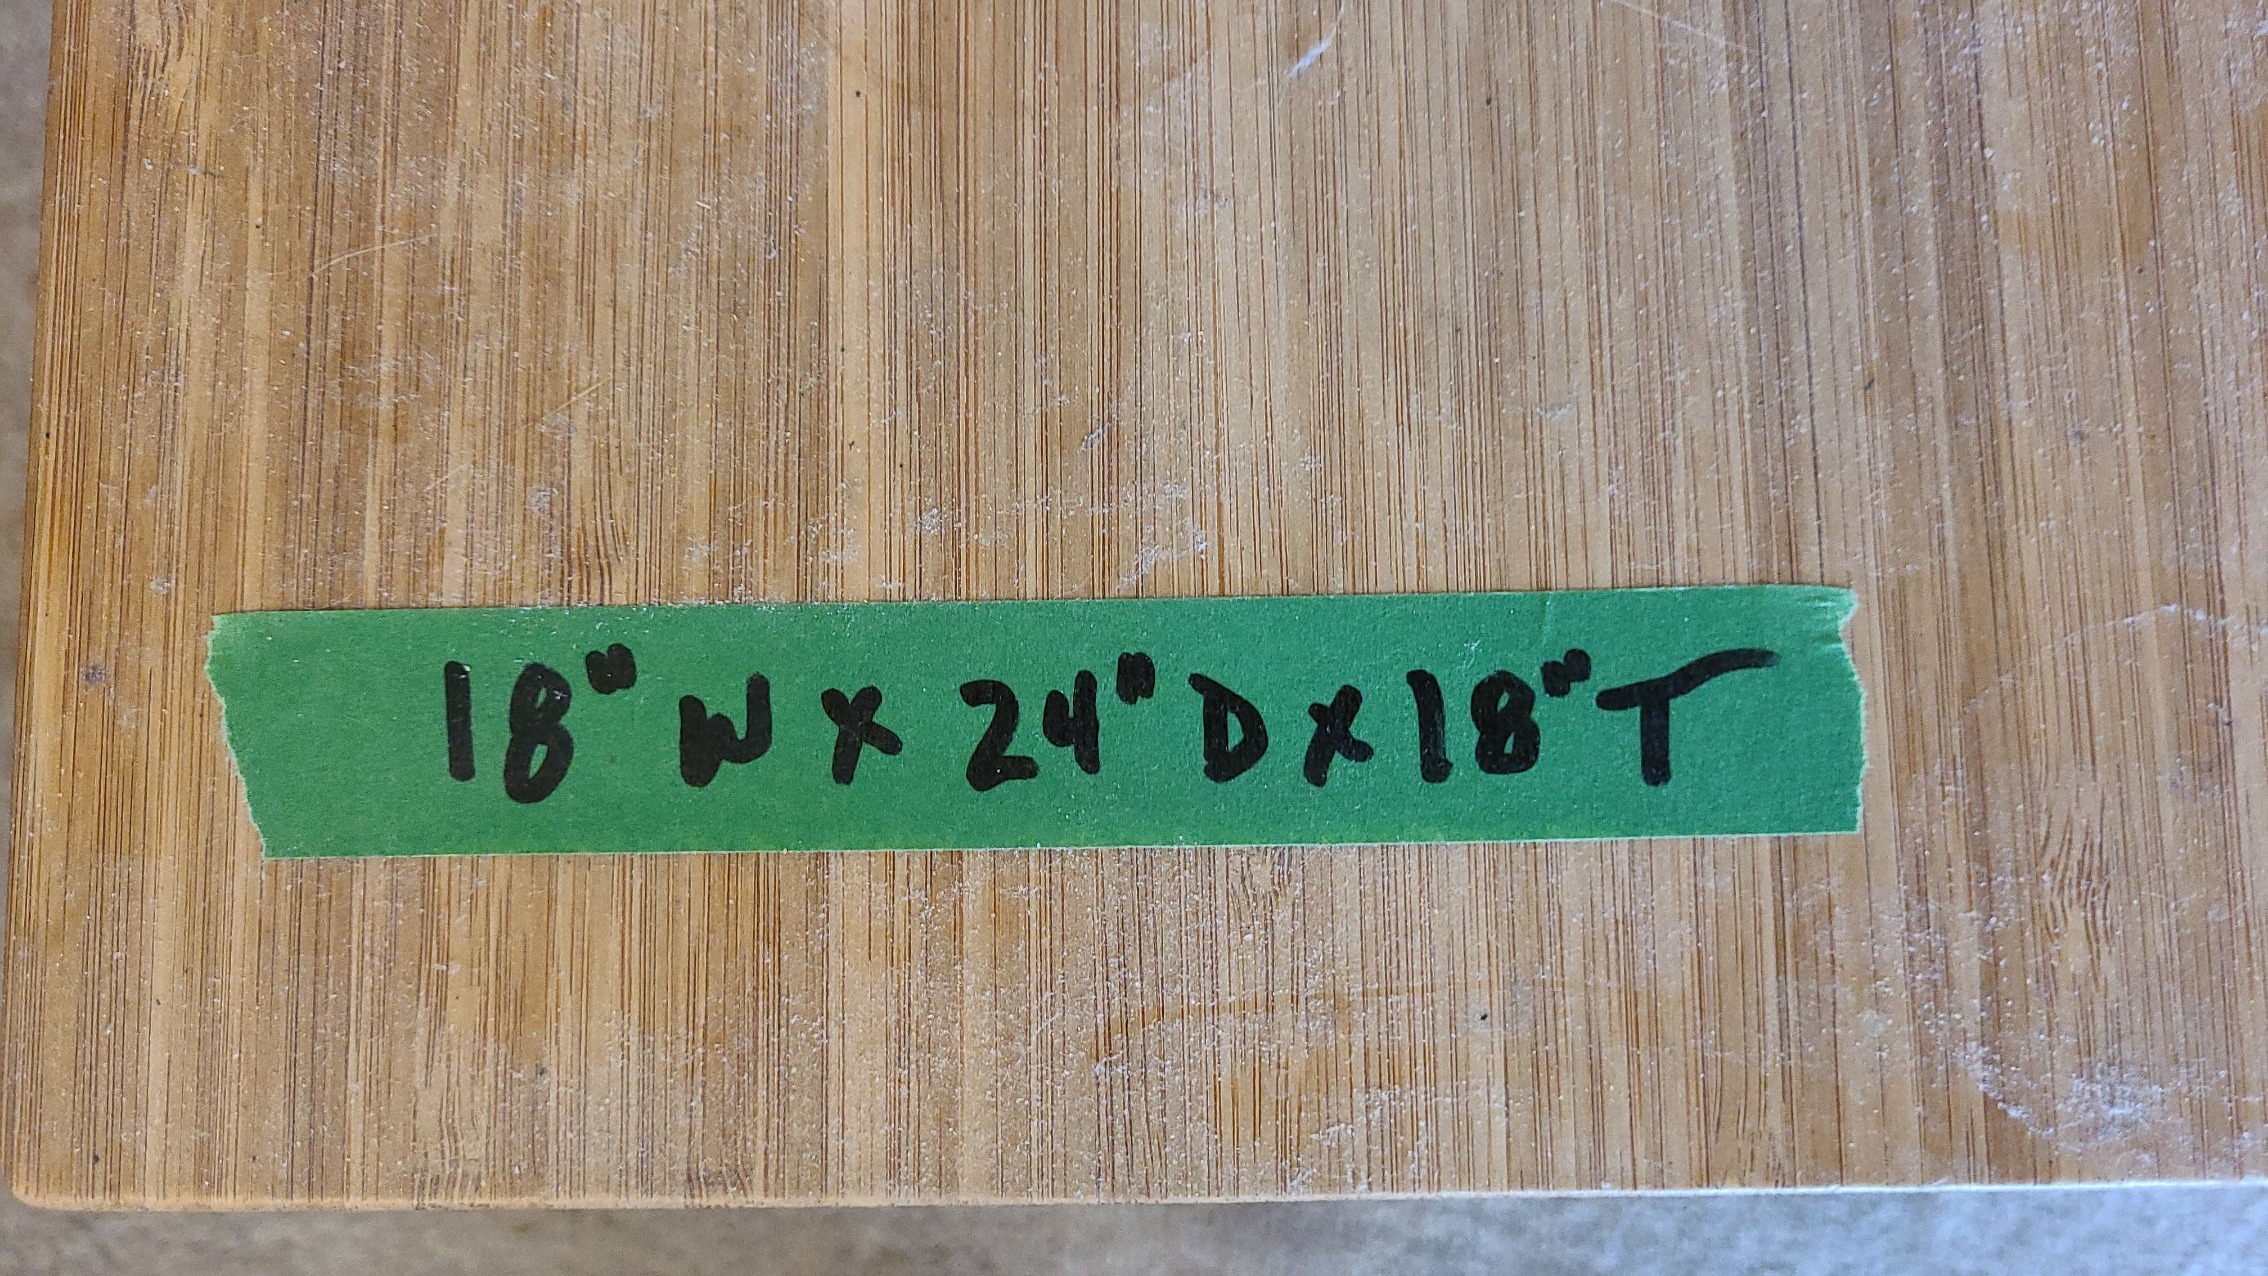 18" W x 24" D x 18" T